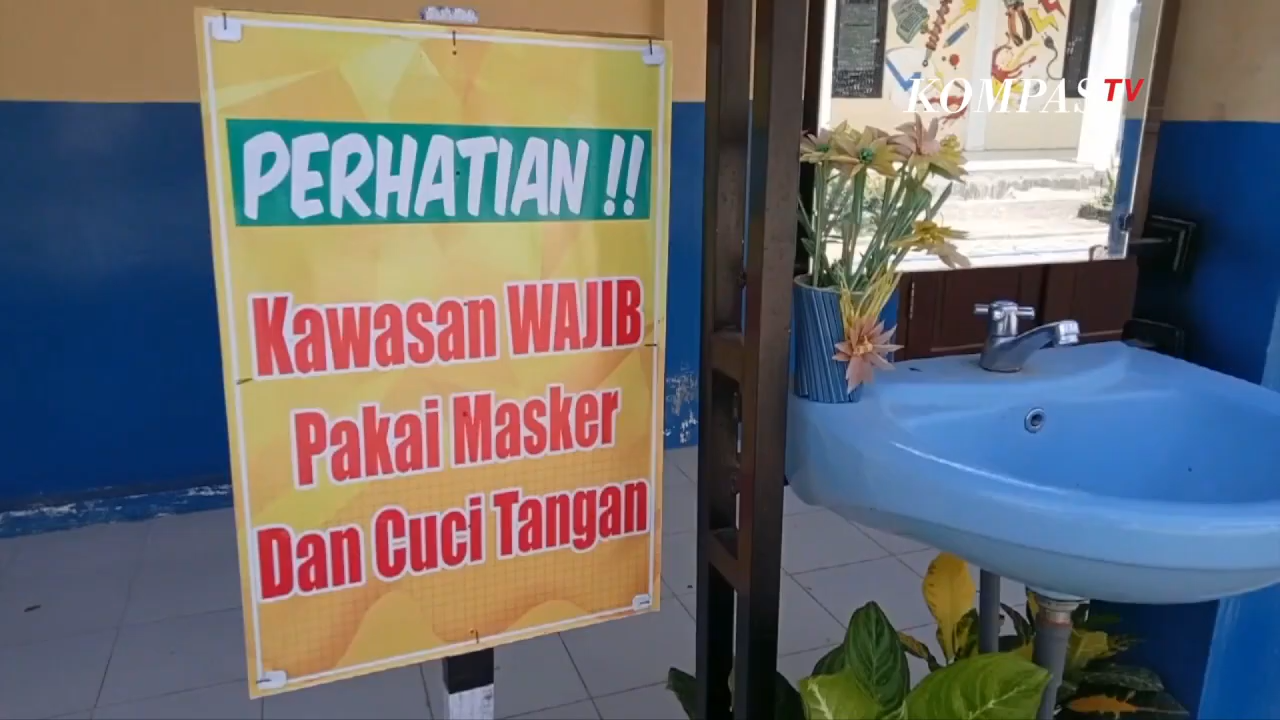 KOMPAS TV
PERHATIAN !!
Kawasan WAJIB
Pakai Masker
Dan Cuci Tangan